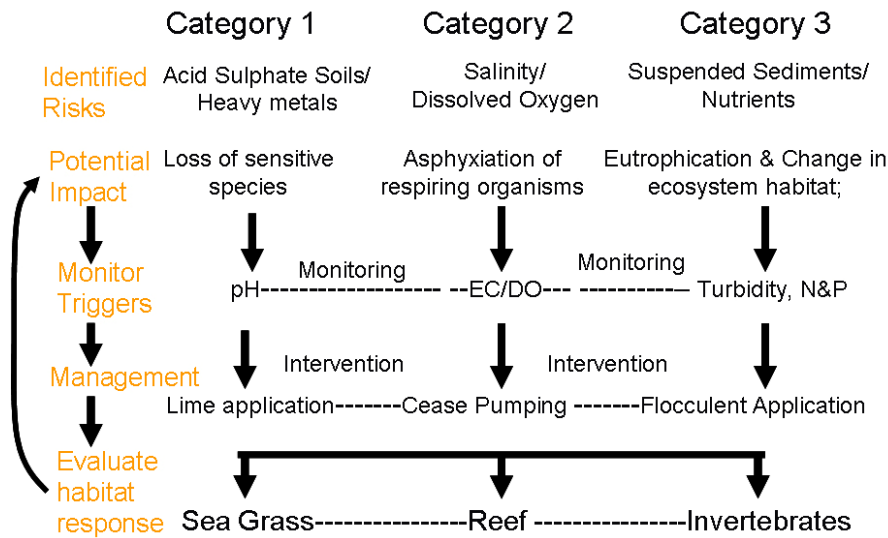 Category 1 Category 2 Category 3
Identified Risks
Acid Sulphate Soils/
Heavy metals
Salinity/
Dissolved Oxygen
Suspended Sediments/
Nutrients
Potential
Impact
Loss of sensitive
species
Asphyxiation of
respiring organisms
Eutrophication & Change in
ecosystem habitat;
Monitor
Triggers
Monitoring
Monitoring
pH
EC/DO
Turbidity, N&P
Intervention
Intervention
Management
Lime application
Cease Pumping
Flocculent Application
Evaluate
habitat
response
Sea Grass
Reef
Invertebrates